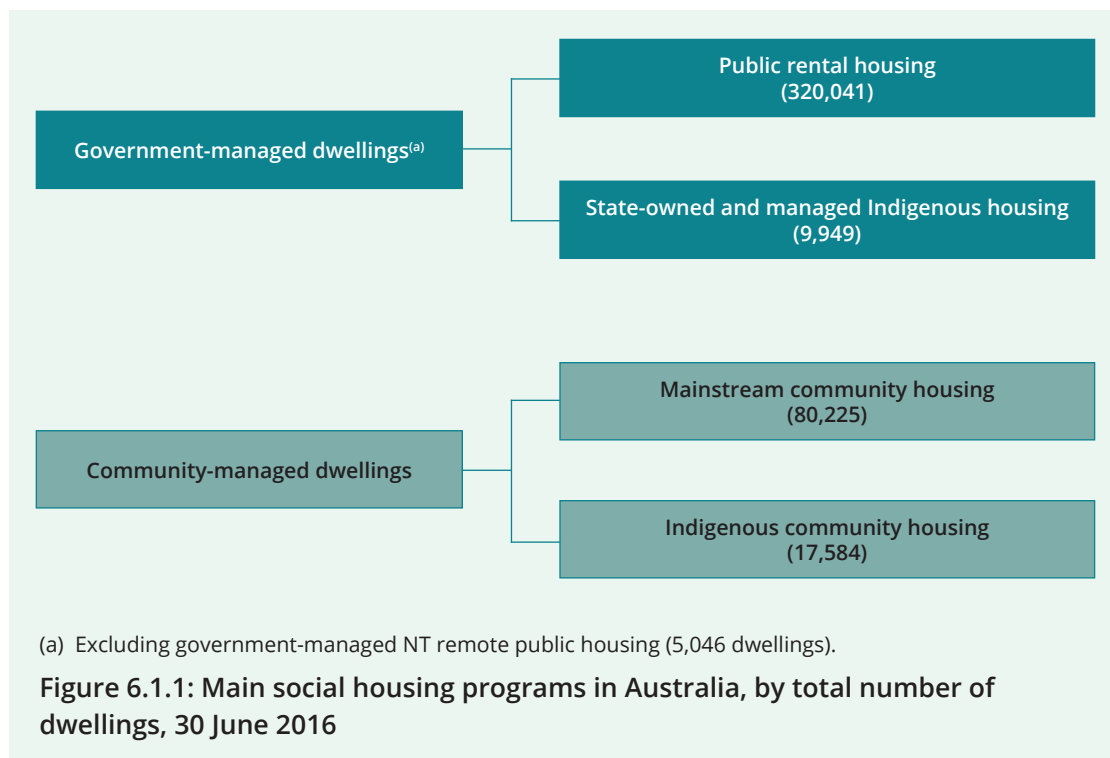 Public rental housing
(320,041)
Government-managed dwellings(a)
State-owned and managed Indigenous housing
(9,949)
Mainstream community housing
(80,225)
Community-managed dwellings
Indigenous community housing
(17,584)
(a) Excluding government-managed NT remote public housing (5,046 dwellings).
Figure 6.1.1: Main social housing programs in Australia, by total number of
dwellings, 30 June 2016